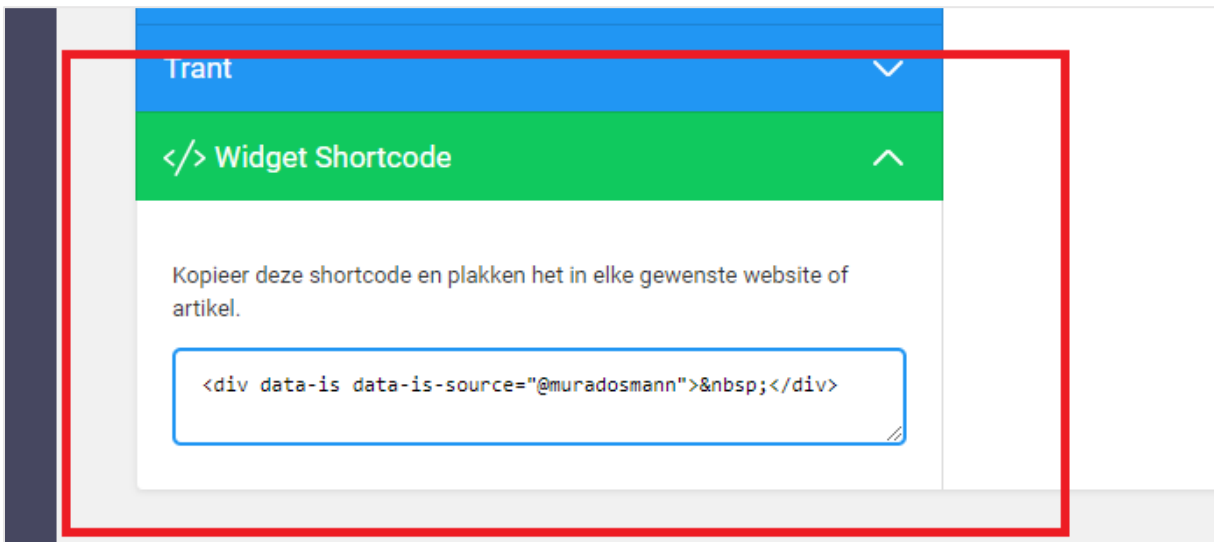 Trant
</> Widget Shortcode
Kopieer deze shortcode en plakken het in elke gewenste website of
artikel.
<div data-is data-is-source="@muradosmann">&nbsp;</div>